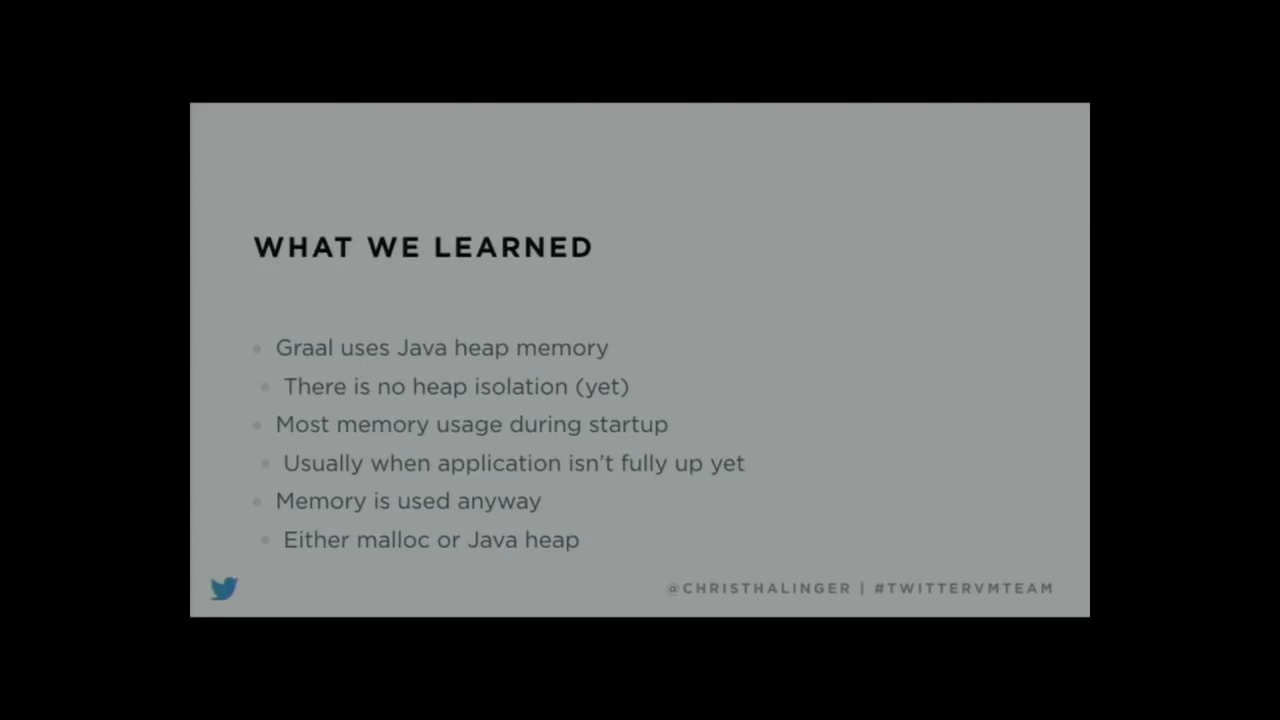 WHAT WE LEARNED
Graal uses Java heap memory
There is no heap isolation (yet)
Most memory usage during startup
Usually when application isn't fully up yet
Memory is used anyway
Either malloc or Java heap
@CHRISTHALINGER | #TWITTERVMTEAM